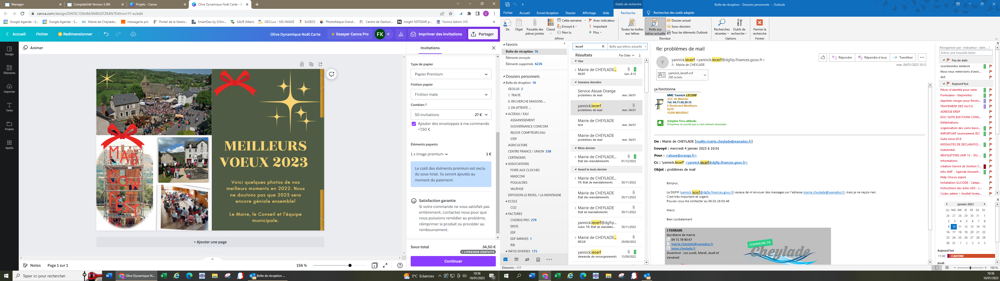 Manager
Comptabilité Version 3.3M
Projets - Canva
Olive Dynamique Noël Carte - Ca
canva.com/design/DAFXL1S9ztM/6M6SSFZK4N7E4Vvvrr1Y-w/edit
Google Agenda - S...
Google Agenda - S...
Mairie de Cheylade...
messagerie pro
Portail de la Gestio...
SmartGeo by GiSm...
SAUR (Main)
GEO.Lux - SIG-IMAGE
EzGED3
Photothèque Grand...
Centre de Gestion...
Insight NETGEAR p...
Formul Admin JVS
Accueil
Fichier
Redimensionner
Olive Dynamique Noël Carte
Essayer Canva Pro
FK
Imprimer des invitations
Partager
Design
Éléments
Importer
Texte
Projets
Applis
Animer
MAD
COW
FEST
MEILLEURS
VOEUX 2023
Voici quelques photos de nos
meilleurs moments en 2022. Nous
ne doutons pas que 2023 sera
encore géniale ensemble!
Le Maire, le Conseil et l'équipe
municipale.
+ Ajouter une page
Notes
Page 1 sur 1
156 %
Invitations
Type de papier
Papier Premium
Finition papier
Finition mate
Combien ?
50 invitations 27 €
Ajouter des enveloppes à ma commande
+7,50 €
Éléments payants
1 x image premium 1 €
Le coût des éléments premium est exclu
du sous-total. Ils seront ajoutés au
moment du paiement.
Satisfaction garantie
Si votre commande ne vous satisfait pas
entièrement, contactez-nous pour que
nous puissions remédier au problème,
réimprimer le produit ou procéder au
remboursement.
Sous-total 34,50 €
+ LIVRAISON GRATUITE
Continuer
Taper ici pour rechercher
Olive Dynamique N...
Boîte de réception ...
3°C Eclaircies
10:36
10/01/2023
Outils de recherche
Boîte de réception - Dossiers personnels - Outlook
Fichier
Accueil
Envoi/réception
Dossier
Affichage
Aide
Recherche
Rechercher des outils adaptés
De
Objet
Possède des
pièces jointes
Classé
Cette semaine
Envoyé à
Non lu
Avec indicateur
Important
Plus
Affiner
Toutes les boîtes
aux lettres
Boîte aux
lettres actuelle
Dossier actuel
Sous-dossiers
Tous les éléments Outlook
Étendue
Recherches
récentes
Outils de
recherche
Options
Fermer la
recherche
Fermer
Favoris
Boîte de réception 16
Éléments envoyés
Éléments supprimés 6226
Dossiers personnels
Boîte de réception 16
GEOLUX 2
1. TRAITE
0. RECHERCHE MAISONS ...
2. EN ATTENTE ...
ACDEAU / EAU
ASSAINISSEMENT
GOUVERNANCE COMCOM
RELEVE COMPTEURS EAU
STEP
AGRICULTURE
CENTRE FRANCE / UNION 338
CERTINOMIS
ASSOCIATIONS
FOIRE AUX CLOCHES
MADCOW
POULACRES
VALRHUE
DIFFUSION LE REVEIL / LA MONTAGNE
ECOLE
CO2
FACTURES
CHORUS PRO 279
DEVIS
EDF
EDF IMPAYES 1
RIB
INFOS DIVERSES 175
Éléments : 117
lecerf
Boîte aux lettres actuelle
Résultats
Par Date
Hier
Mairie de CHEYLADE...
REJET lun. 8:15
Semaine dernière
Service Abuse Orange
problèmes de mail mer. 04/01
yannick.lecerf
problèmes de mail mer. 04/01
Mairie de CHEYLADE
test mer. 04/01
Mairie de CHEYLADE
problèmes de mail mer. 04/01
Mois dernier
Mairie de CHEYLADE...
Etat des mandatements 01/12/2022
Avant le mois dernier
Mairie de CHEYLADE...
TR: Etat de mandatements 30/11/2022
Mairie de CHEYLADE
Etat des mandatements 30/11/2022
Mairie de CHEYLADE...
Etat de mandatements 30/11/2022
yannick.lecerf@dgfip...
Auto: TR: Etat de mandate... 30/11/2022
Mairie de CHEYLADE...
REGIE 29/09/2022
yannick.lecerf
demande de renseignements 13/09/2022
Re: problèmes de mail
Y
yannick.lecerf <yannick.lecerf@dgfip.finances.gouv.fr>
À Mairie de CHEYLADE
Répondre
Répondre à tous
Transférer
mer. 04/01/2023 10:12
yannick_lecerf.vcf
260 octets
ça fonctionne
MME Yannick LECERF
SGC de Mauriac
Tel: 04.71.68.29.15
5 Boulevard Monthyon
bp39
15200 MAURIAC
Adoptez l'éco-attitude.
N'imprimez ce courriel que si c'est vraiment nécessaire
De : Mairie de CHEYLADE [mailto:mairie.cheylade@wanadoo.fr]
Envoyé : mercredi 4 janvier 2023 à 10:01
Pour : <abuse@orange.fr>
Cc : 'yannick.lecerf' <yannick.lecerf@dgfip.finances.gouv.fr>
Objet : problèmes de mail
Bonjour,
La DGFIP (yannick.lecerf@dgfip.finances.gouv.fr) essaye de m'envoyer des messages sur l'adresse mairie.cheylade@wanadoo.fr, mais je ne reçois rien.
C'est très important et urgent.
Pouvez vous me contacter au 06.02.19.03.48
Merci
Bien cordialement
J FERRARI
Secrétaire de mairie
04 71 78 90 67
mairie.cheylade@wanadoo.fr
www.cheylade.fr
Ouverture : Les Lundi, Mardi, Jeudi et
Vendredi
COMMUNE DE
Cheylade
Réorganiser par : Indicateur : date ...
Entrez une nouvelle tâche
Pas de date
coordonnées médecin
Nous vous remercions d'avoi...
dict
Aujourd'hui
Pièces d'identité pour voter
Formulaire - Empreintes
Imprimés vierges pour Recen...
TRAITEMENT DES AU/CU
ADRESSE ERDF
DOC SUITE ELECTIONS CONS...
Délibérations
organisation des soins bassi...
IMPORTANT recensement JDC
Suite envoi DCE
MODALITES DE DECLARATIO...
Indemnités
NEWSLETTERS AMF 15 - DU ...
Informations
création Service de Gestion C...
Info AMF - Agenda réouvert...
Mdp Chorus expiré
Installation ILLICODE - Campi...
Instructions des actes ADS - c...
Codes admin + feuillet forma...
janvier 2023
LU MA ME JE VE SA DI
26 27 28 29 30 31 1
2 3 4 5 6 7 8
9 10 11 12 13 14 15
16 17 18 19 20 21 22
23 24 25 26 27 28 29
30 31 1 2 3 4 5
Aujourd'hui
11:30 CANTINE
jeudi
100 %
10:36
10/01/2023